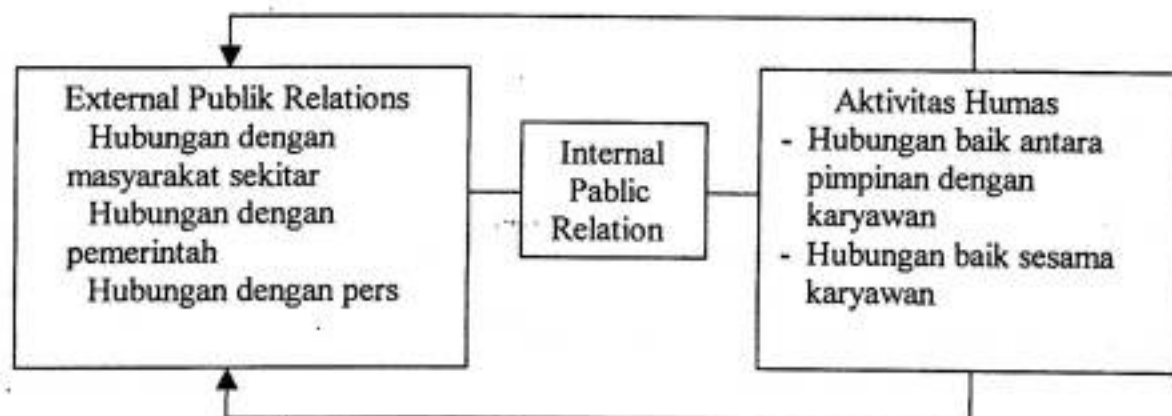 External Publik Relations
Hubungan dengan
masyarakat sekitar
Hubungan dengan
pemerintah
Hubungan dengan pers
Internal
Pablic
Relation
Aktivitas Humas
- Hubungan baik antara
pimpinan dengan
karyawan
- Hubungan baik sesama
karyawan